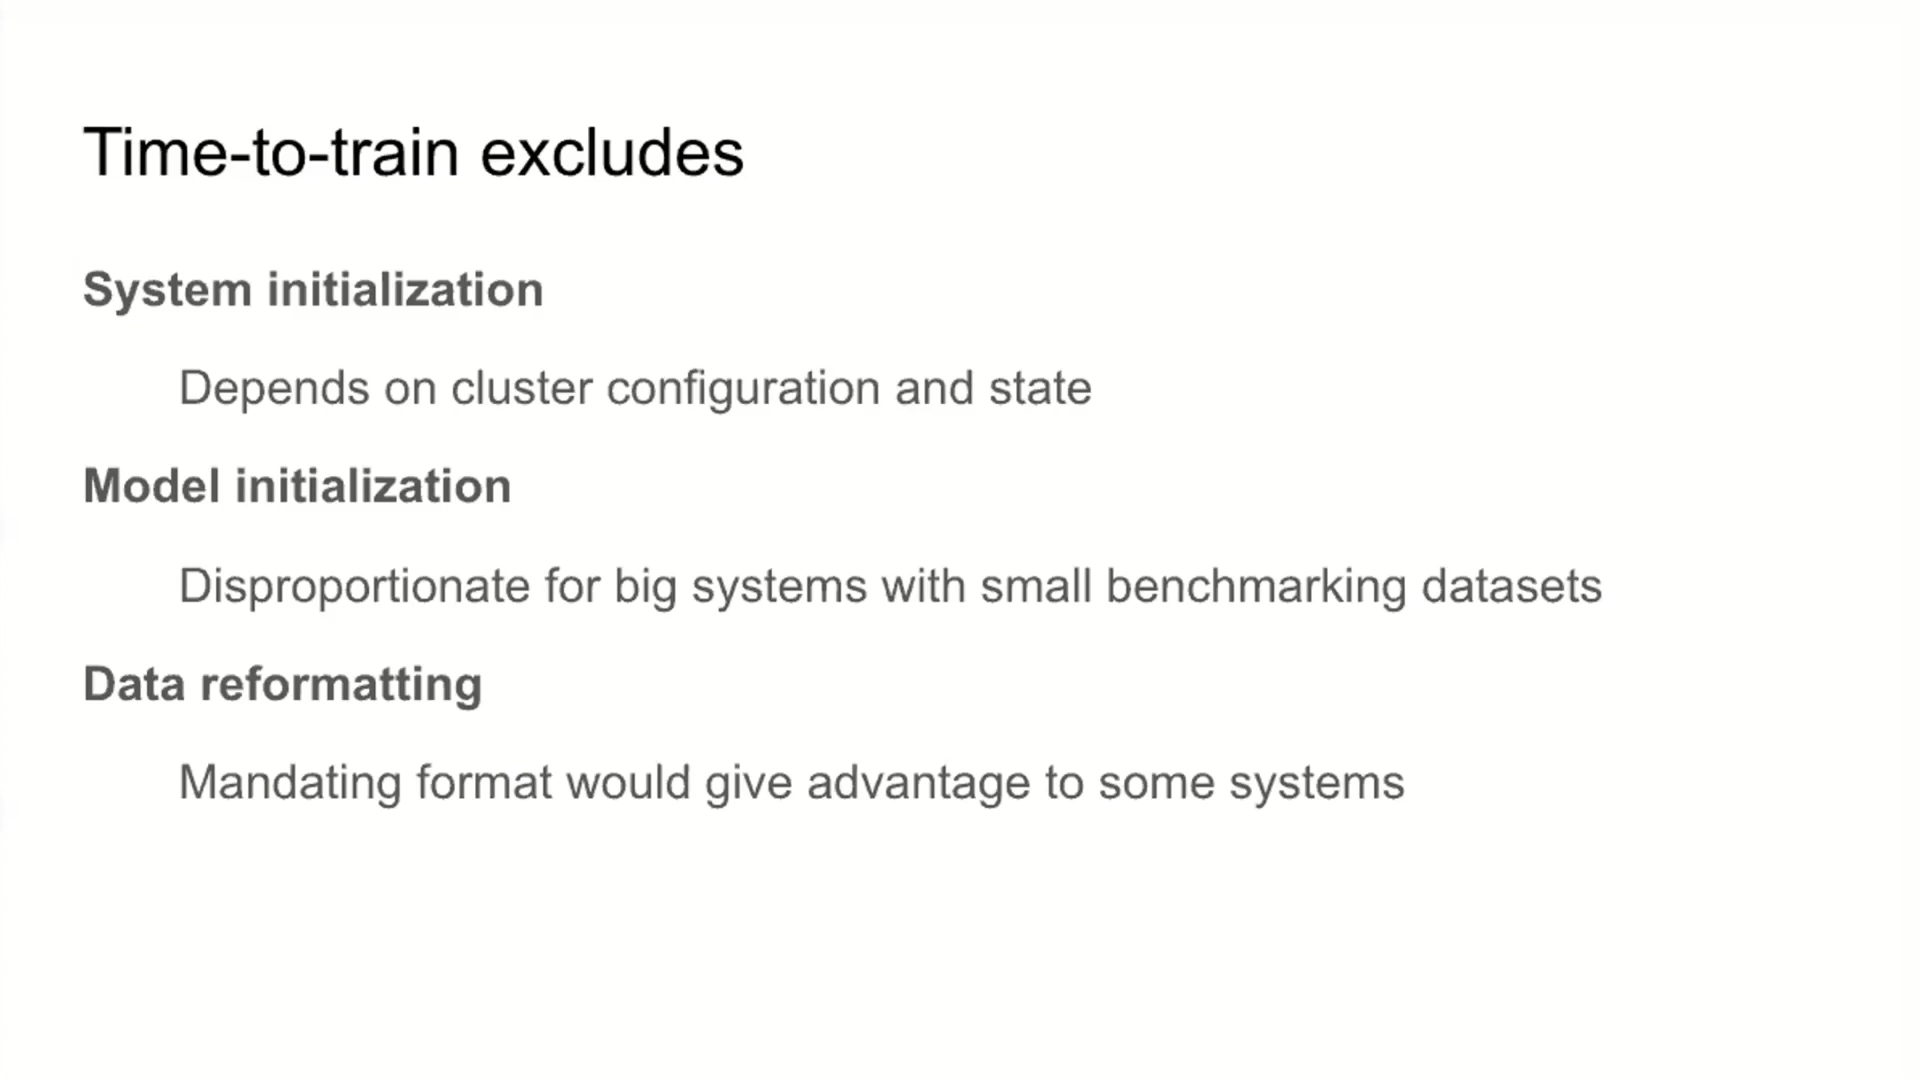 Time-to-train excludes
System initialization
Depends on cluster configuration and state
Model initialization
Disproportionate for big systems with small benchmarking datasets
Data reformatting
Mandating format would give advantage to some systems